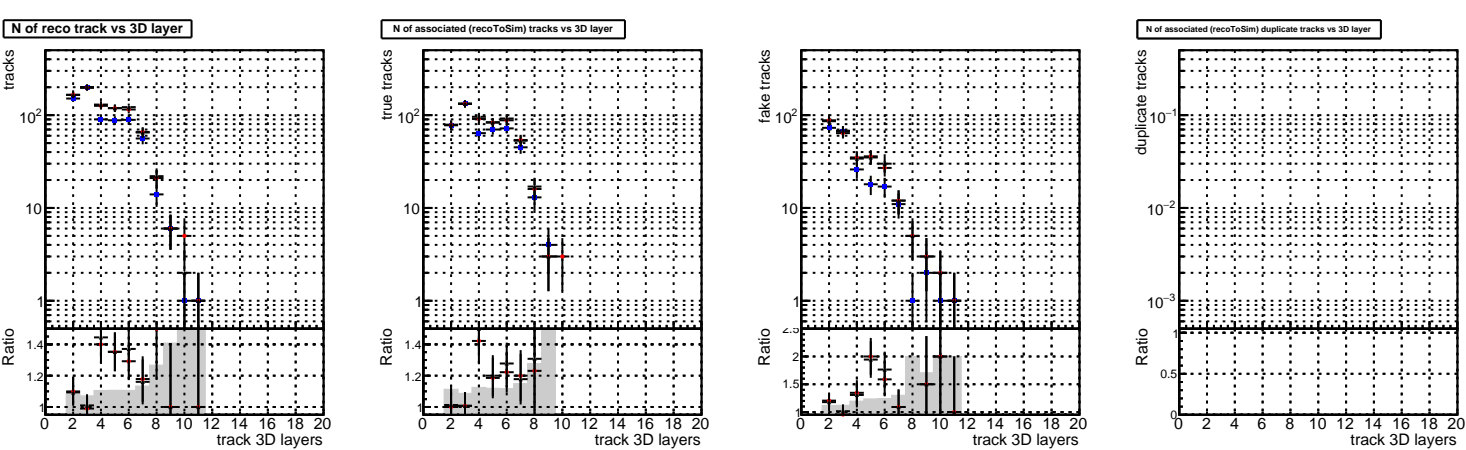 N of reco track vs 3D layer
tracks
10²
10
1
Ratio
1.4
1.2
1
0 2 4 6 8 10 12 14 16 18 20
track 3D layers
N of associated (recoToSim) tracks vs 3D layer
true tracks
10²
10
1
Ratio
1.4
1.2
1
0 2 4 6 8 10 12 14 16 18 20
track 3D layers
fake tracks
10²
10
1
Ratio
2.5
2
1.5
1
0 2 4 6 8 10 12 14 16 18 20
track 3D layers
N of associated (recoToSim) duplicate tracks vs 3D layer
duplicate tracks
10⁻¹
10⁻²
10⁻³
Ratio
1
0.5
0
0 2 4 6 8 10 12 14 16 18 20
track 3D layers